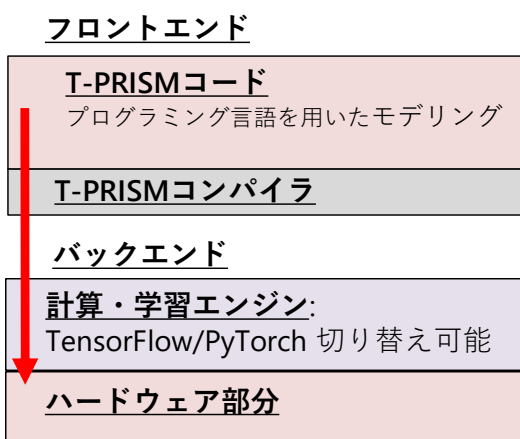 フロントエンド
T-PRISMコード
プログラミング言語を用いたモデリング
T-PRISMコンパイラ
バックエンド
計算・学習エンジン:
TensorFlow/PyTorch 切り替え可能
ハードウェア部分